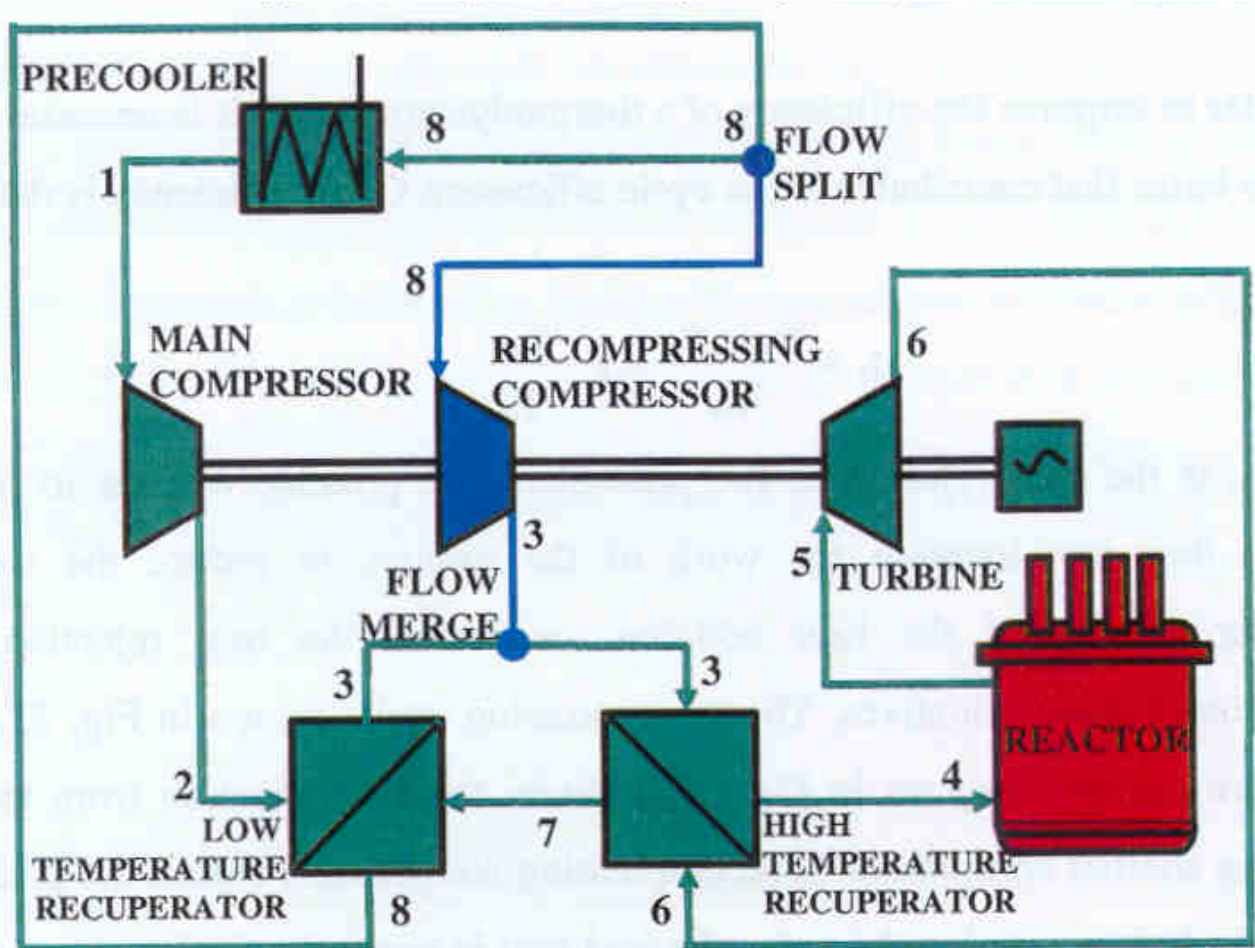 PRECOOLER
8
8
FLOW
SPLIT
1
8
MAIN
COMPRESSOR
RECOMPRESSING
COMPRESSOR
6
3
5
TURBINE
FLOW
MERGE
3
3
REACTOR
2
7
4
LOW
TEMPERATURE
RECUPERATOR
8
6
HIGH
TEMPERATURE
RECUPERATOR